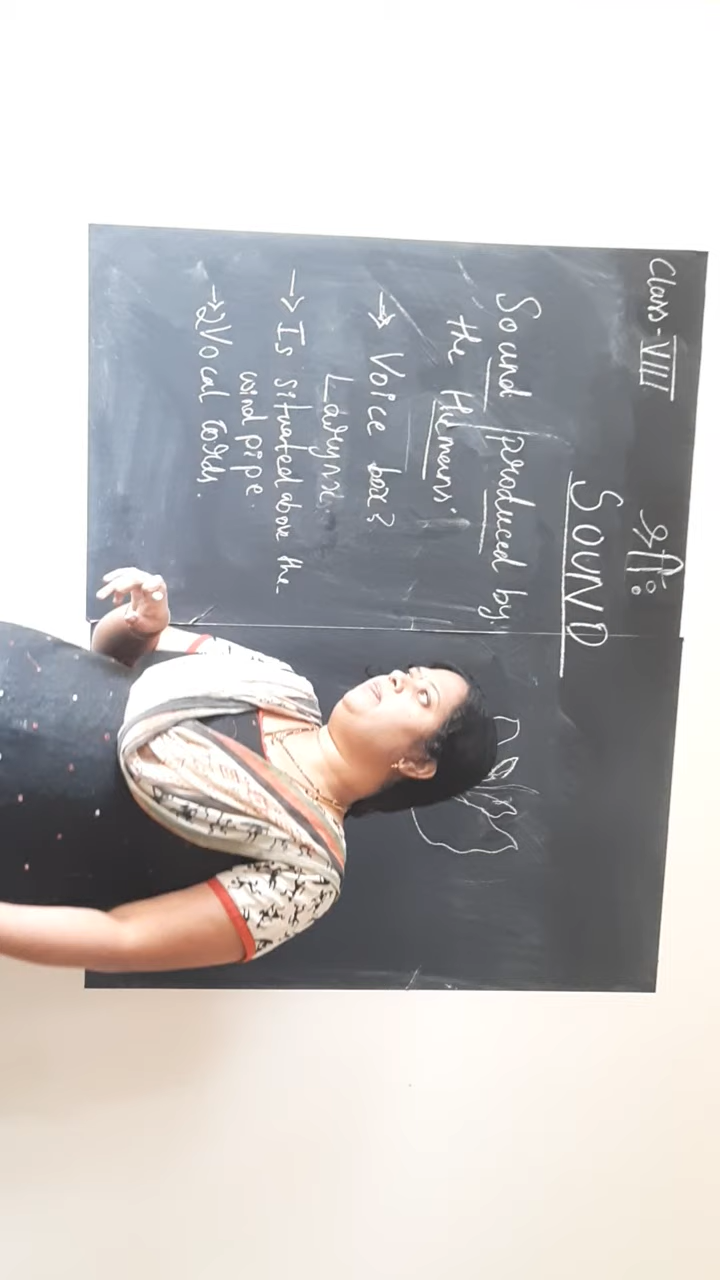 Class-VIII
SOUND
Sound produced by
the Humans'
→ Voice box?
Larynx.
→ Is situated above the-
wind pipe.
→ 2 Vocal Cords.